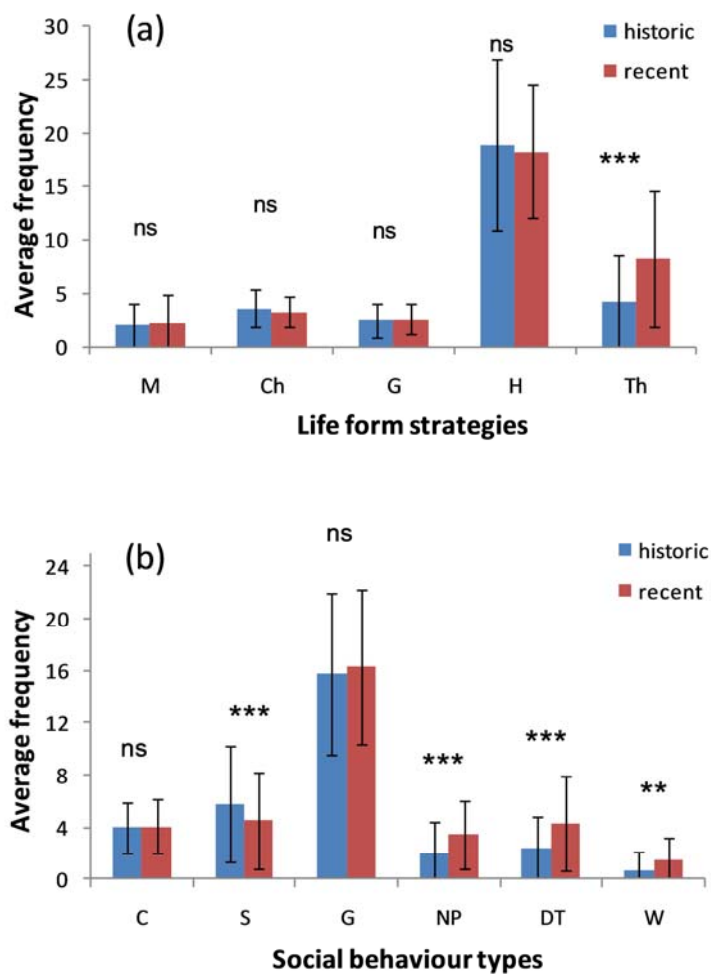 (a)
historic
recent
Average frequency
30
25
20
15
10
5
0
ns
ns
ns
ns
***
M Ch G H Th
Life form strategies
(b)
historic
recent
Average frequency
24
20
16
12
8
4
0
ns
***
ns
***
***
**
C S G NP DT W
Social behaviour types